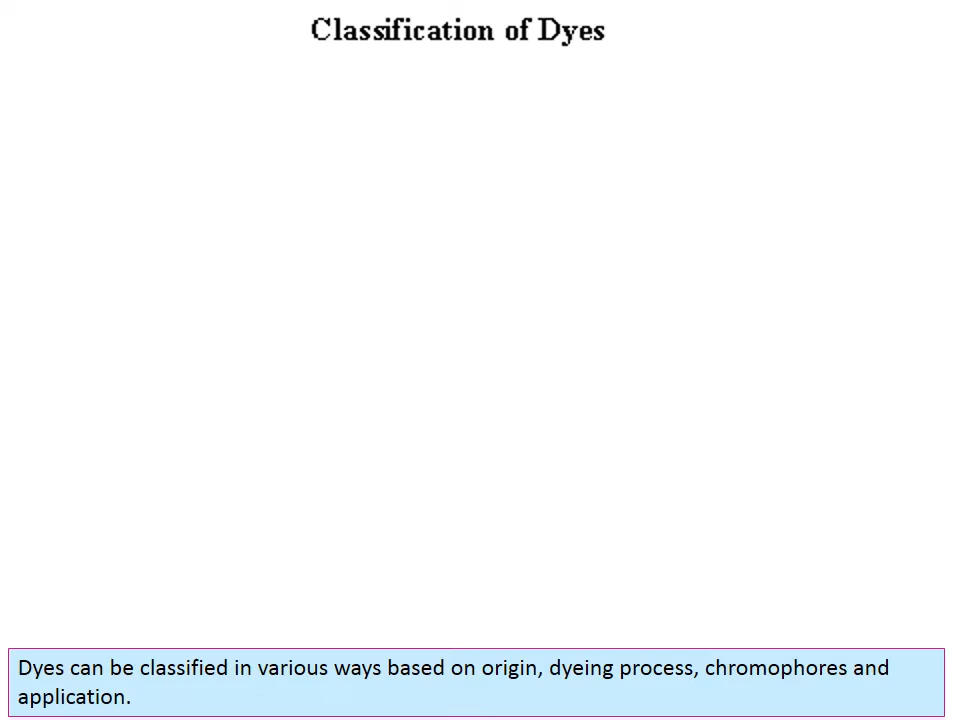 Classification of Dyes
Dyes can be classified in various ways based on origin, dyeing process, chromophores and
application.